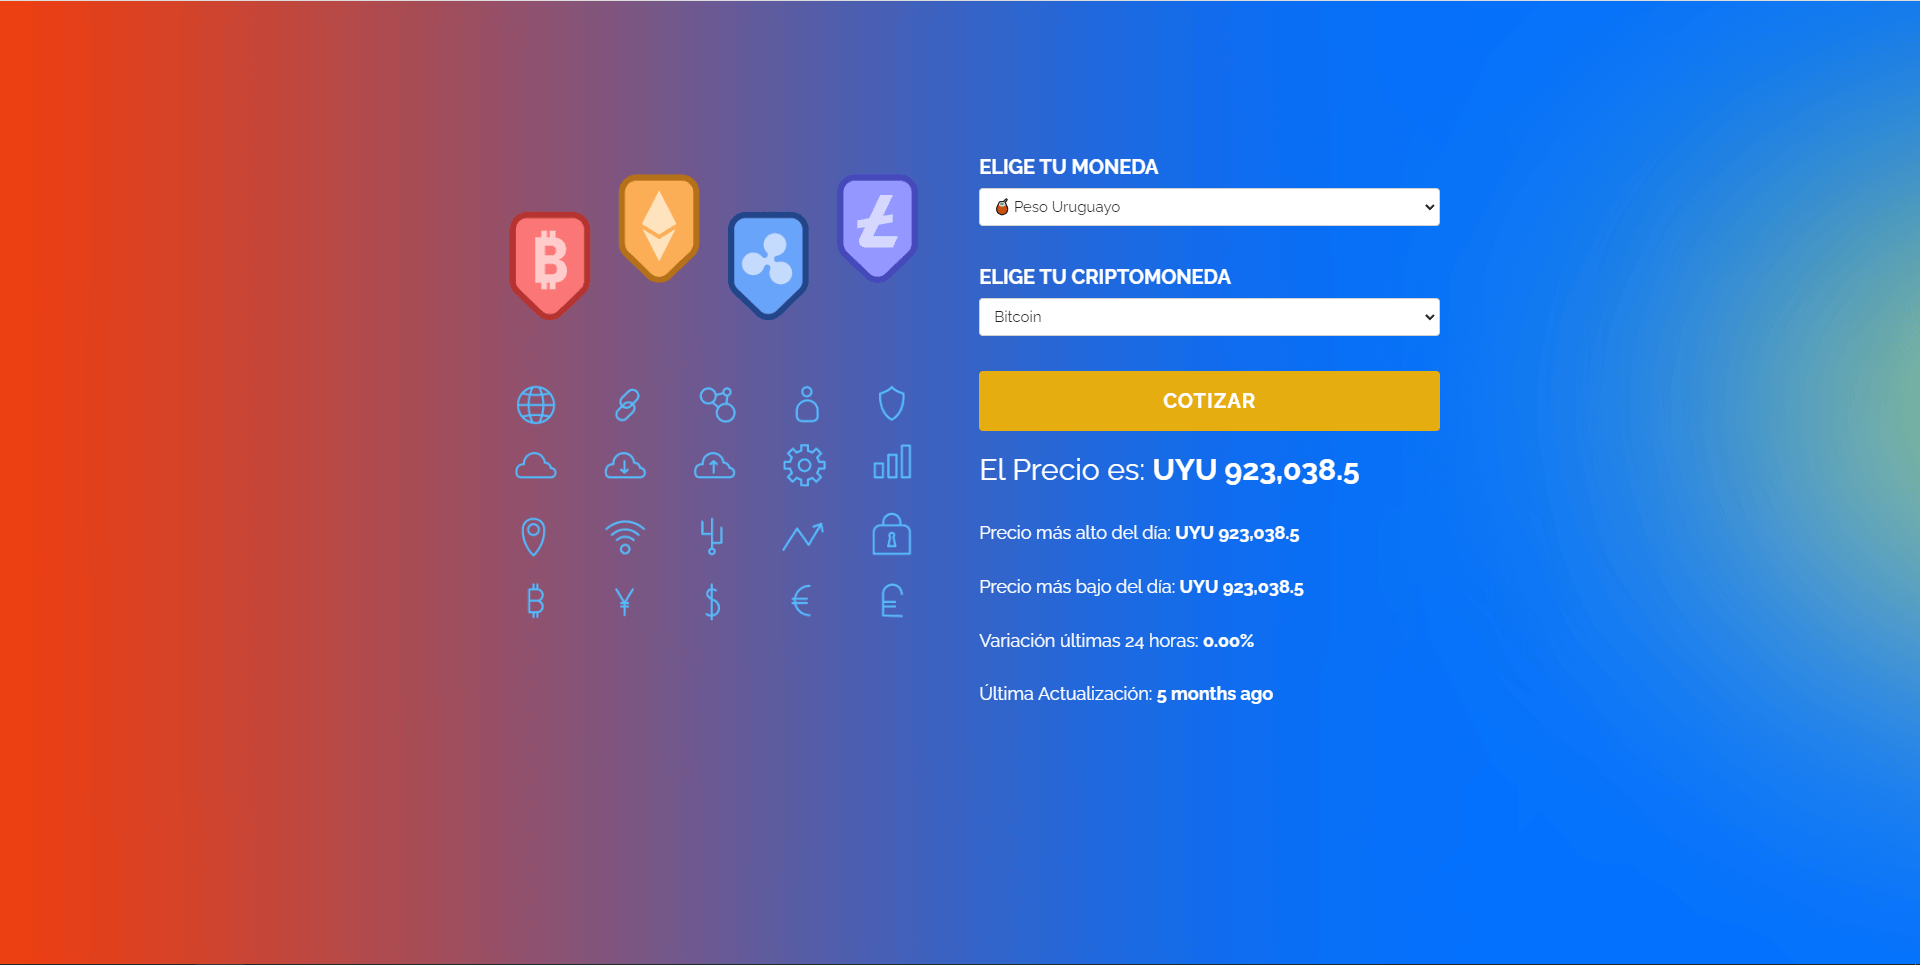 ELIGE TU MONEDA
🧉 Peso Uruguayo
ELIGE TU CRIPTOMONEDA
Bitcoin
COTIZAR
El Precio es: UYU 923,038.5
Precio más alto del día: UYU 923,038.5
Precio más bajo del día: UYU 923,038.5
Variación últimas 24 horas: 0.00%
Última Actualización: 5 months ago